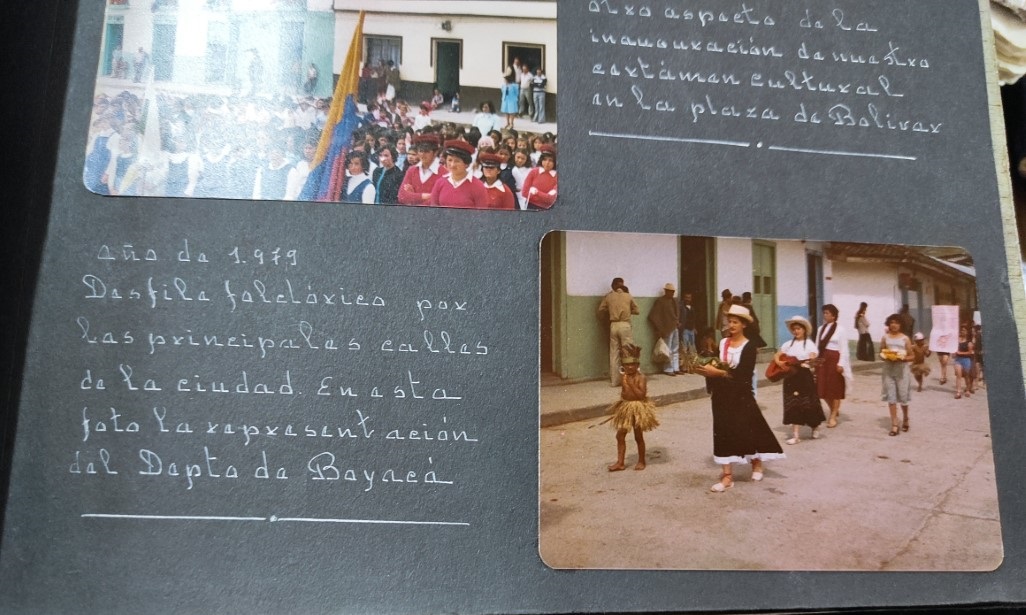 otro aspecto de la
inauguración de nuestro
certámen cultural
en la plaza de Bolivar
año de 1.979
Desfile folclórico por
las principales calles
de la ciudad. En esta
foto la representación
del Depto de Boyacá